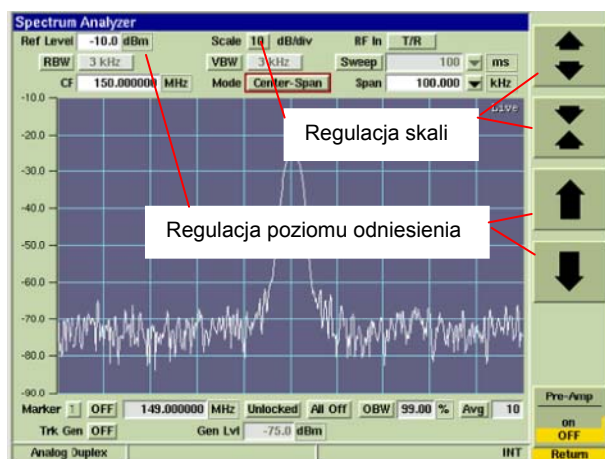 Spectrum Analyzer
Ref Level -10.0 dBm Scale 10 dB/div RF In T/R
RBW 3 kHz VBW 3 kHz Sweep 100 ms
CF 150.000000 MHz Mode Center-Span Span 100.000 kHz
-10.0
Live
-20.0
Regulacja skali
-30.0
-40.0
Regulacja poziomu odniesienia
-50.0
-60.0
-70.0
-80.0
-90.0
Marker 1 OFF 149.000000 MHz Unlocked All Off OBW 99.00 % Avg 10
Trk Gen OFF Gen Lvl -75.0 dBm
Analog Duplex INT
Pre-Amp
on
OFF
Return